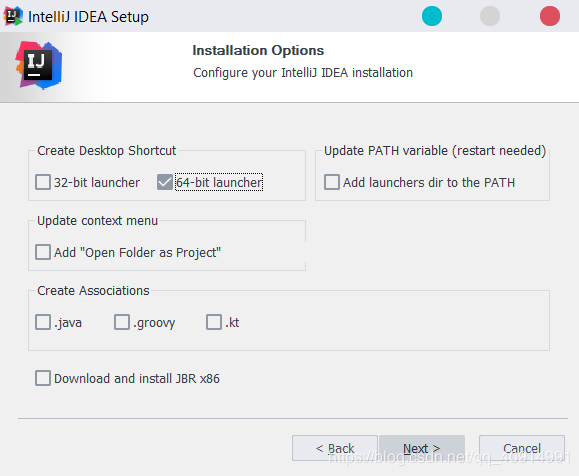 IntelliJ IDEA Setup
IJ
Installation Options
Configure your IntelliJ IDEA installation
Create Desktop Shortcut
Update PATH variable (restart needed)
32-bit launcher
64-bit launcher
Add launchers dir to the PATH
Update context menu
Add "Open Folder as Project"
Create Associations
.java
.groovy
.kt
Download and install JBR x86
< Back
Next >
Cancel
https://blog.csdn.net/qq_40914991